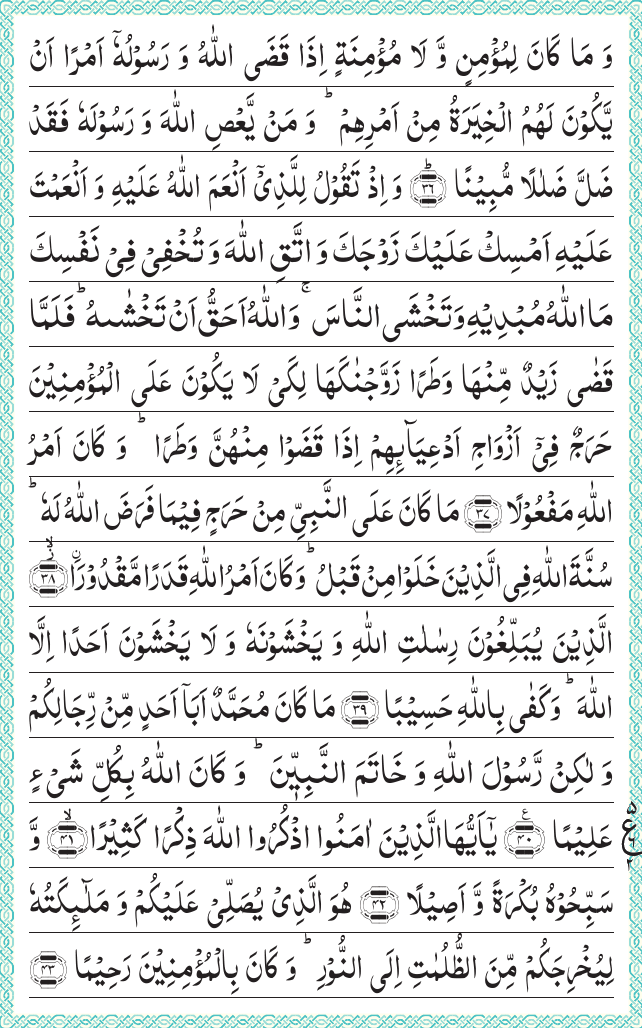 وَ مَا كَانَ لِمُؤْمِنٍ وَّ لَا مُؤْمِنَةٍ اِذَا قَضَى اللّٰهُ وَ رَسُوْلُهٗۤ اَمْرًا اَنْ
یَّكُوْنَ لَهُمُ الْخِیَرَةُ مِنْ اَمْرِهِمْ ؕ وَ مَنْ یَّعْصِ اللّٰهَ وَ رَسُوْلَهٗ فَقَدْ
ضَلَّ ضَلٰلًا مُّبِیْنًا ؕ﴿۳۶﴾ وَ اِذْ تَقُوْلُ لِلَّذِیْۤ اَنْعَمَ اللّٰهُ عَلَیْهِ وَ اَنْعَمْتَ
عَلَیْهِ اَمْسِكْ عَلَیْكَ زَوْجَكَ وَ اتَّقِ اللّٰهَ وَ تُخْفِیْ فِیْ نَفْسِكَ
مَا اللّٰهُ مُبْدِیْهِ وَ تَخْشَى النَّاسَ ۚ وَ اللّٰهُ اَحَقُّ اَنْ تَخْشٰىهُ ؕ فَلَمَّا
قَضٰى زَیْدٌ مِّنْهَا وَطَرًا زَوَّجْنٰكَهَا لِكَیْ لَا یَكُوْنَ عَلَى الْمُؤْمِنِیْنَ
حَرَجٌ فِیْۤ اَزْوَاجِ اَدْعِیَآىِٕهِمْ اِذَا قَضَوْا مِنْهُنَّ وَطَرًا ؕ وَ كَانَ اَمْرُ
اللّٰهِ مَفْعُوْلًا ﴿۳۷﴾ مَا كَانَ عَلَى النَّبِیِّ مِنْ حَرَجٍ فِیْمَا فَرَضَ اللّٰهُ لَهٗ ؕ
سُنَّةَ اللّٰهِ فِی الَّذِیْنَ خَلَوْا مِنْ قَبْلُ ؕ وَ كَانَ اَمْرُ اللّٰهِ قَدَرًا مَّقْدُوْرَا ۙ﴿۳۸﴾
الَّذِیْنَ یُبَلِّغُوْنَ رِسٰلٰتِ اللّٰهِ وَ یَخْشَوْنَهٗ وَ لَا یَخْشَوْنَ اَحَدًا اِلَّا
اللّٰهَ ؕ وَ كَفٰى بِاللّٰهِ حَسِیْبًا ﴿۳۹﴾ مَا كَانَ مُحَمَّدٌ اَبَاۤ اَحَدٍ مِّنْ رِّجَالِكُمْ
وَ لٰكِنْ رَّسُوْلَ اللّٰهِ وَ خَاتَمَ النَّبِیّٖنَ ؕ وَ كَانَ اللّٰهُ بِكُلِّ شَیْءٍ
عَلِیْمًا ﴿۴۰﴾ یٰۤاَیُّهَا الَّذِیْنَ اٰمَنُوا اذْكُرُوا اللّٰهَ ذِكْرًا كَثِیْرًا ۙ﴿۴۱﴾ وَّ
سَبِّحُوْهُ بُكْرَةً وَّ اَصِیْلًا ﴿۴۲﴾ هُوَ الَّذِیْ یُصَلِّیْ عَلَیْكُمْ وَ مَلٰٓىِٕكَتُهٗ
لِیُخْرِجَكُمْ مِّنَ الظُّلُمٰتِ اِلَى النُّوْرِ ؕ وَ كَانَ بِالْمُؤْمِنِیْنَ رَحِیْمًا ﴿۴۳﴾